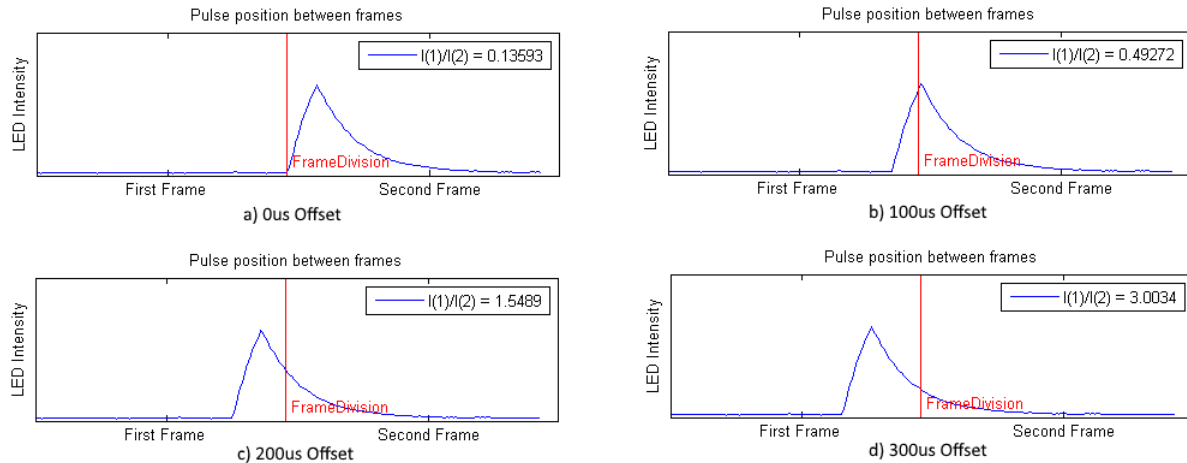 Pulse position between frames
LED Intensity
I(1)/I(2) = 0.13593
FrameDivision
First Frame
Second Frame
a) 0us Offset
Pulse position between frames
LED Intensity
I(1)/I(2) = 0.49272
FrameDivision
First Frame
Second Frame
b) 100us Offset
Pulse position between frames
LED Intensity
I(1)/I(2) = 1.5489
FrameDivision
First Frame
Second Frame
c) 200us Offset
Pulse position between frames
LED Intensity
I(1)/I(2) = 3.0034
FrameDivision
First Frame
Second Frame
d) 300us Offset